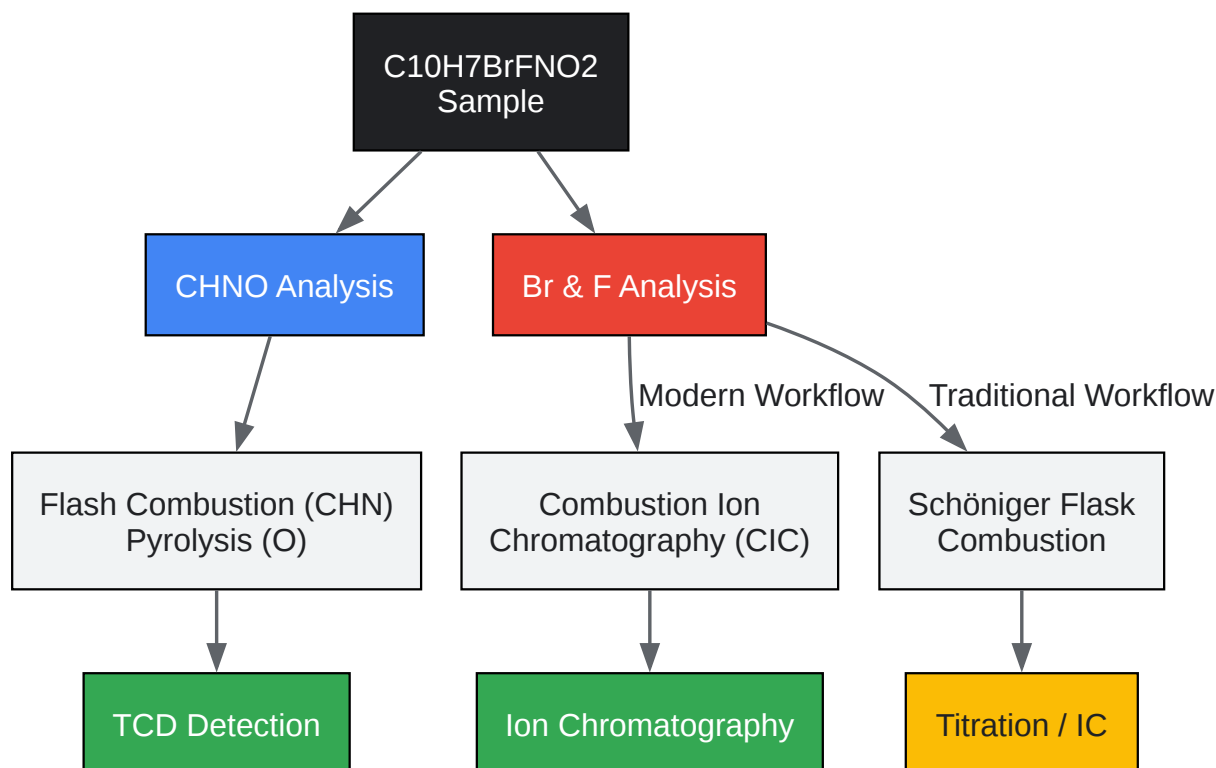 C10H7BrFNO2
Sample
CHNO Analysis
Br & F Analysis
Modern Workflow
Traditional Workflow
Flash Combustion (CHN)
Pyrolysis (O)
Combustion Ion
Chromatography (CIC)
Schöniger Flask
Combustion
TCD Detection
Ion Chromatography
Titration / IC